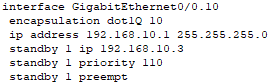 interface GigabitEthernet0/0.10
encapsulation dot1Q 10
ip address 192.168.10.1 255.255.255.0
standby 1 ip 192.168.10.3
standby 1 priority 110
standby 1 preempt